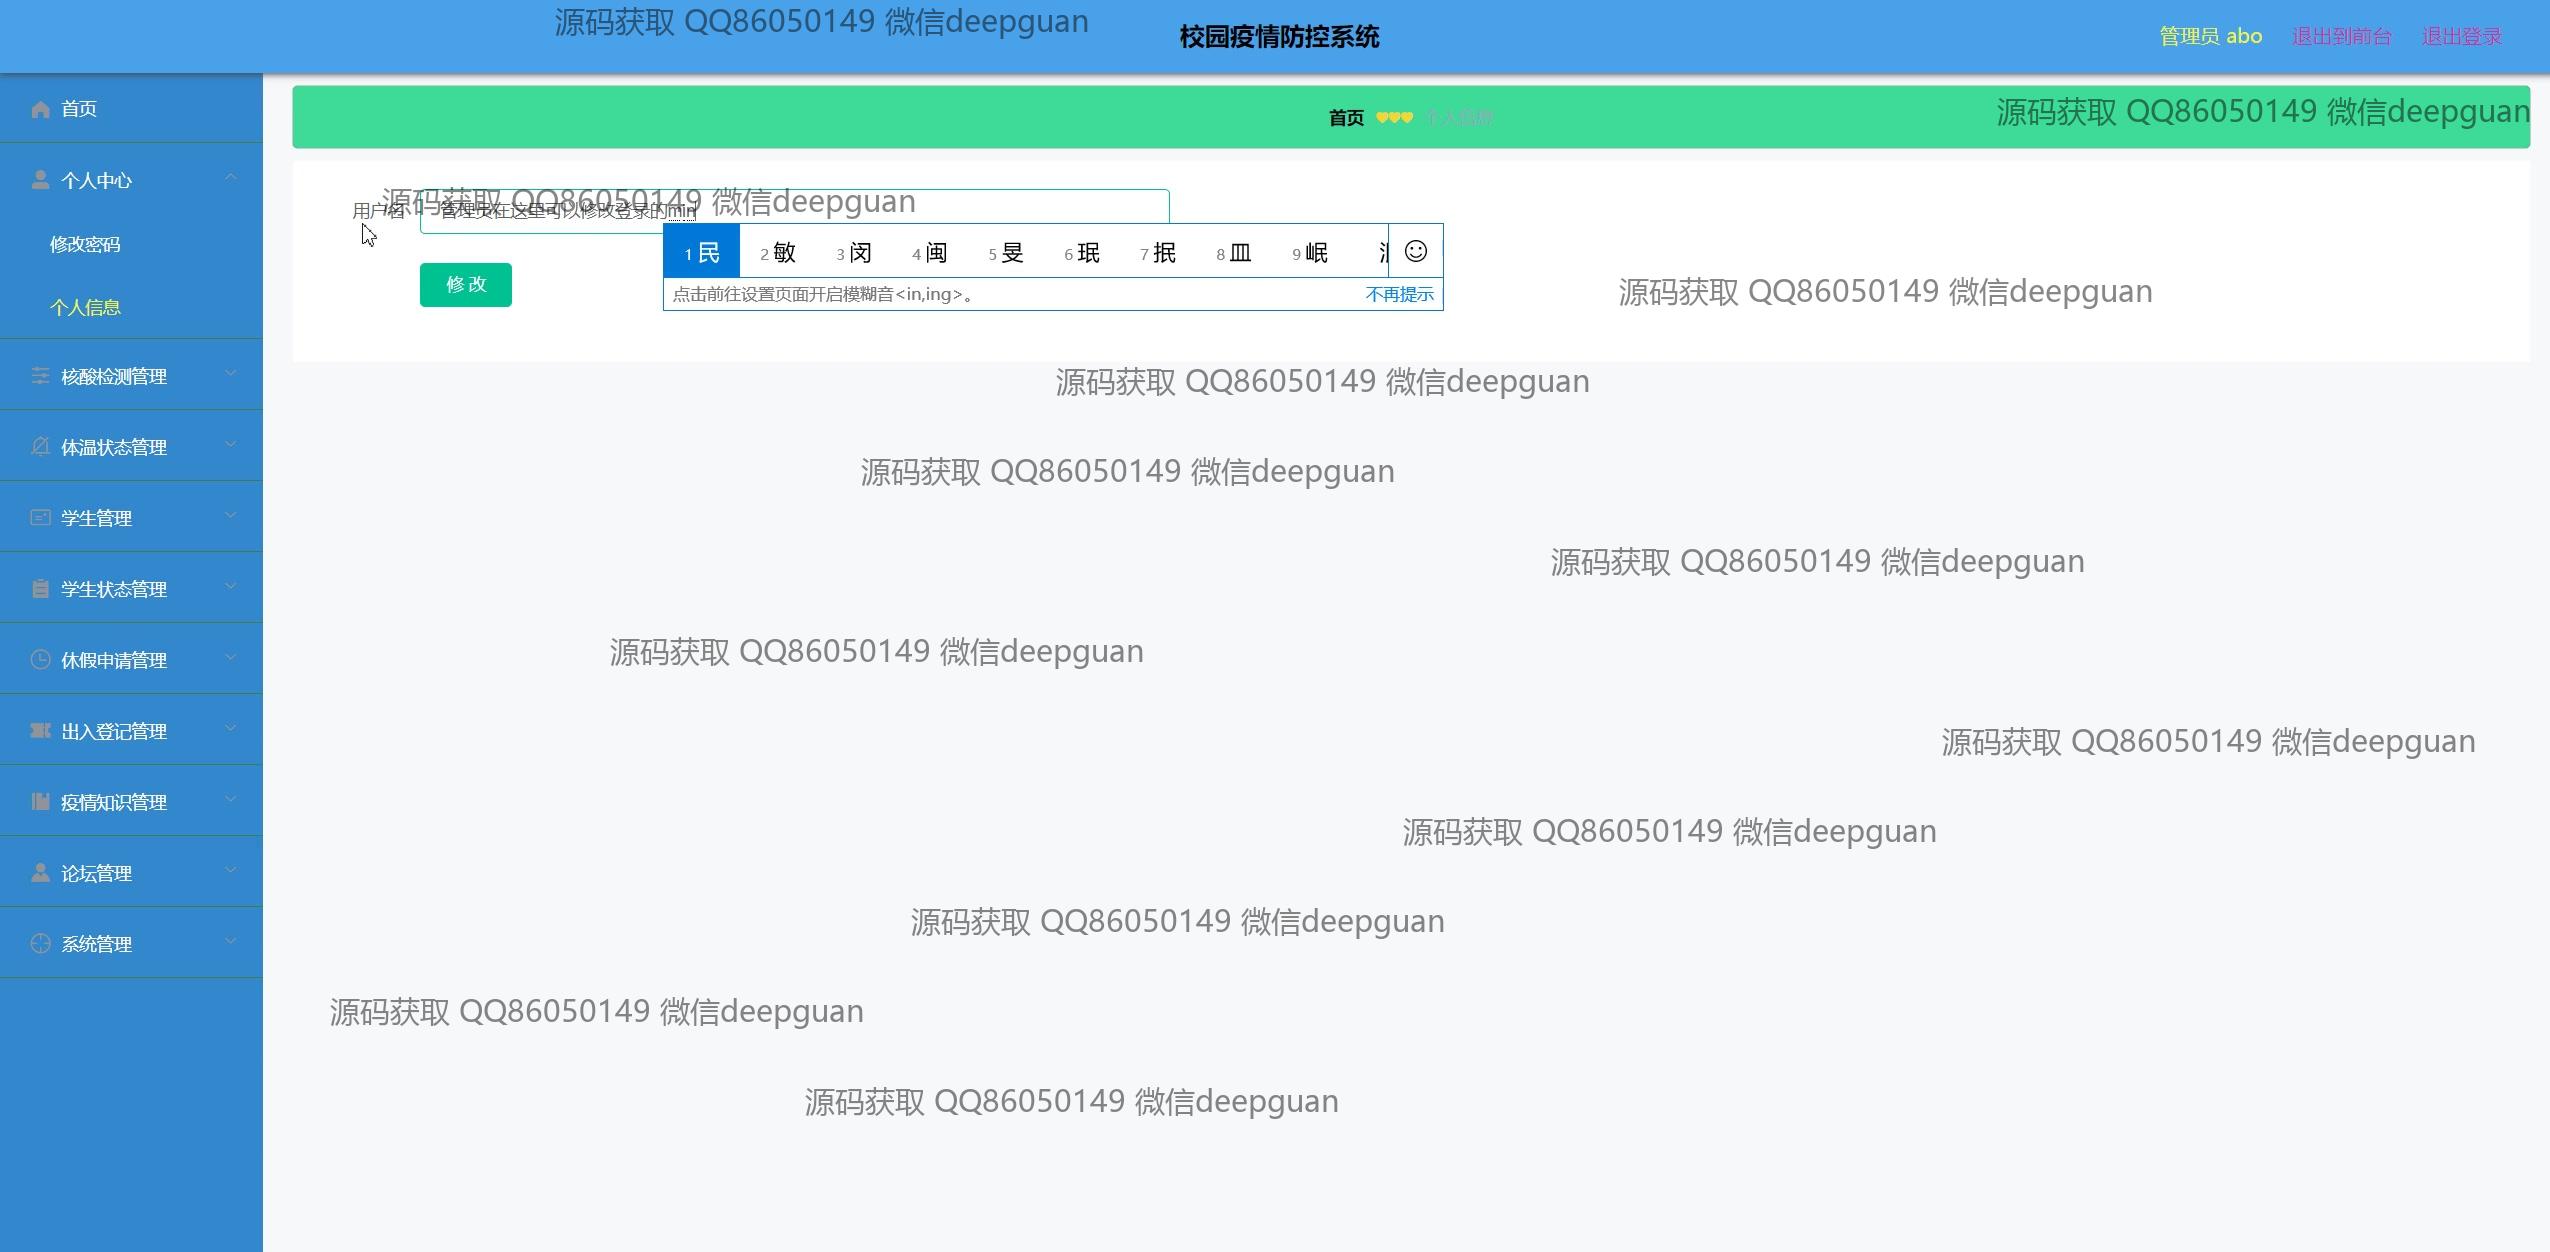 源码获取 QQ86050149 微信deepguan
校园疫情防控系统
管理员 abo
退出到前台
退出登录
首页
个人中心
修改密码
个人信息
核酸检测管理
体温状态管理
学生管理
学生状态管理
休假申请管理
出入登记管理
疫情知识管理
论坛管理
系统管理
首页 个人信息
源码获取 QQ86050149 微信deepguan
源码获取 QQ86050149 微信deepguan
用户名 管理员在这里可以修改登录的min
1 民 2 敏 3 闵 4 闽 5 旻 6 珉 7 抿 8 皿 9 岷
点击前往设置页面开启模糊音<in,ing>。 不再提示
修改
源码获取 QQ86050149 微信deepguan
源码获取 QQ86050149 微信deepguan
源码获取 QQ86050149 微信deepguan
源码获取 QQ86050149 微信deepguan
源码获取 QQ86050149 微信deepguan
源码获取 QQ86050149 微信deepguan
源码获取 QQ86050149 微信deepguan
源码获取 QQ86050149 微信deepguan
源码获取 QQ86050149 微信deepguan
源码获取 QQ86050149 微信deepguan